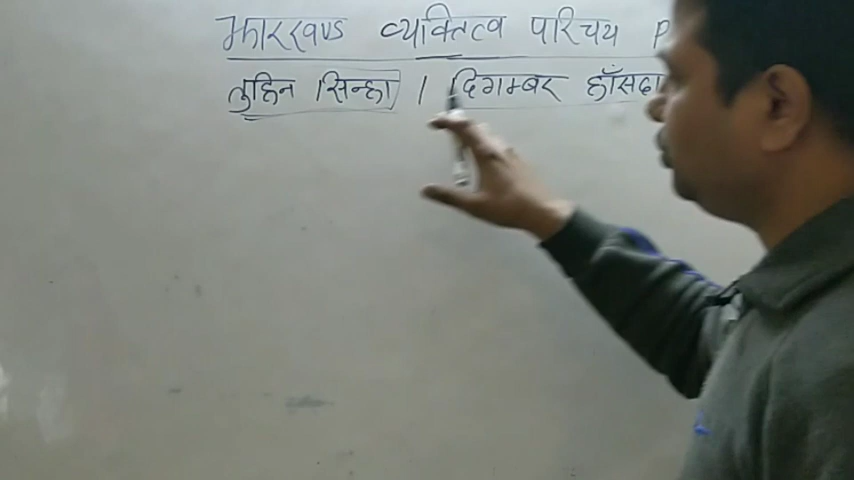 झारखण्ड व्यक्तित्व परिचय P
तुहिन सिन्हा / दिगम्बर हाँसदा